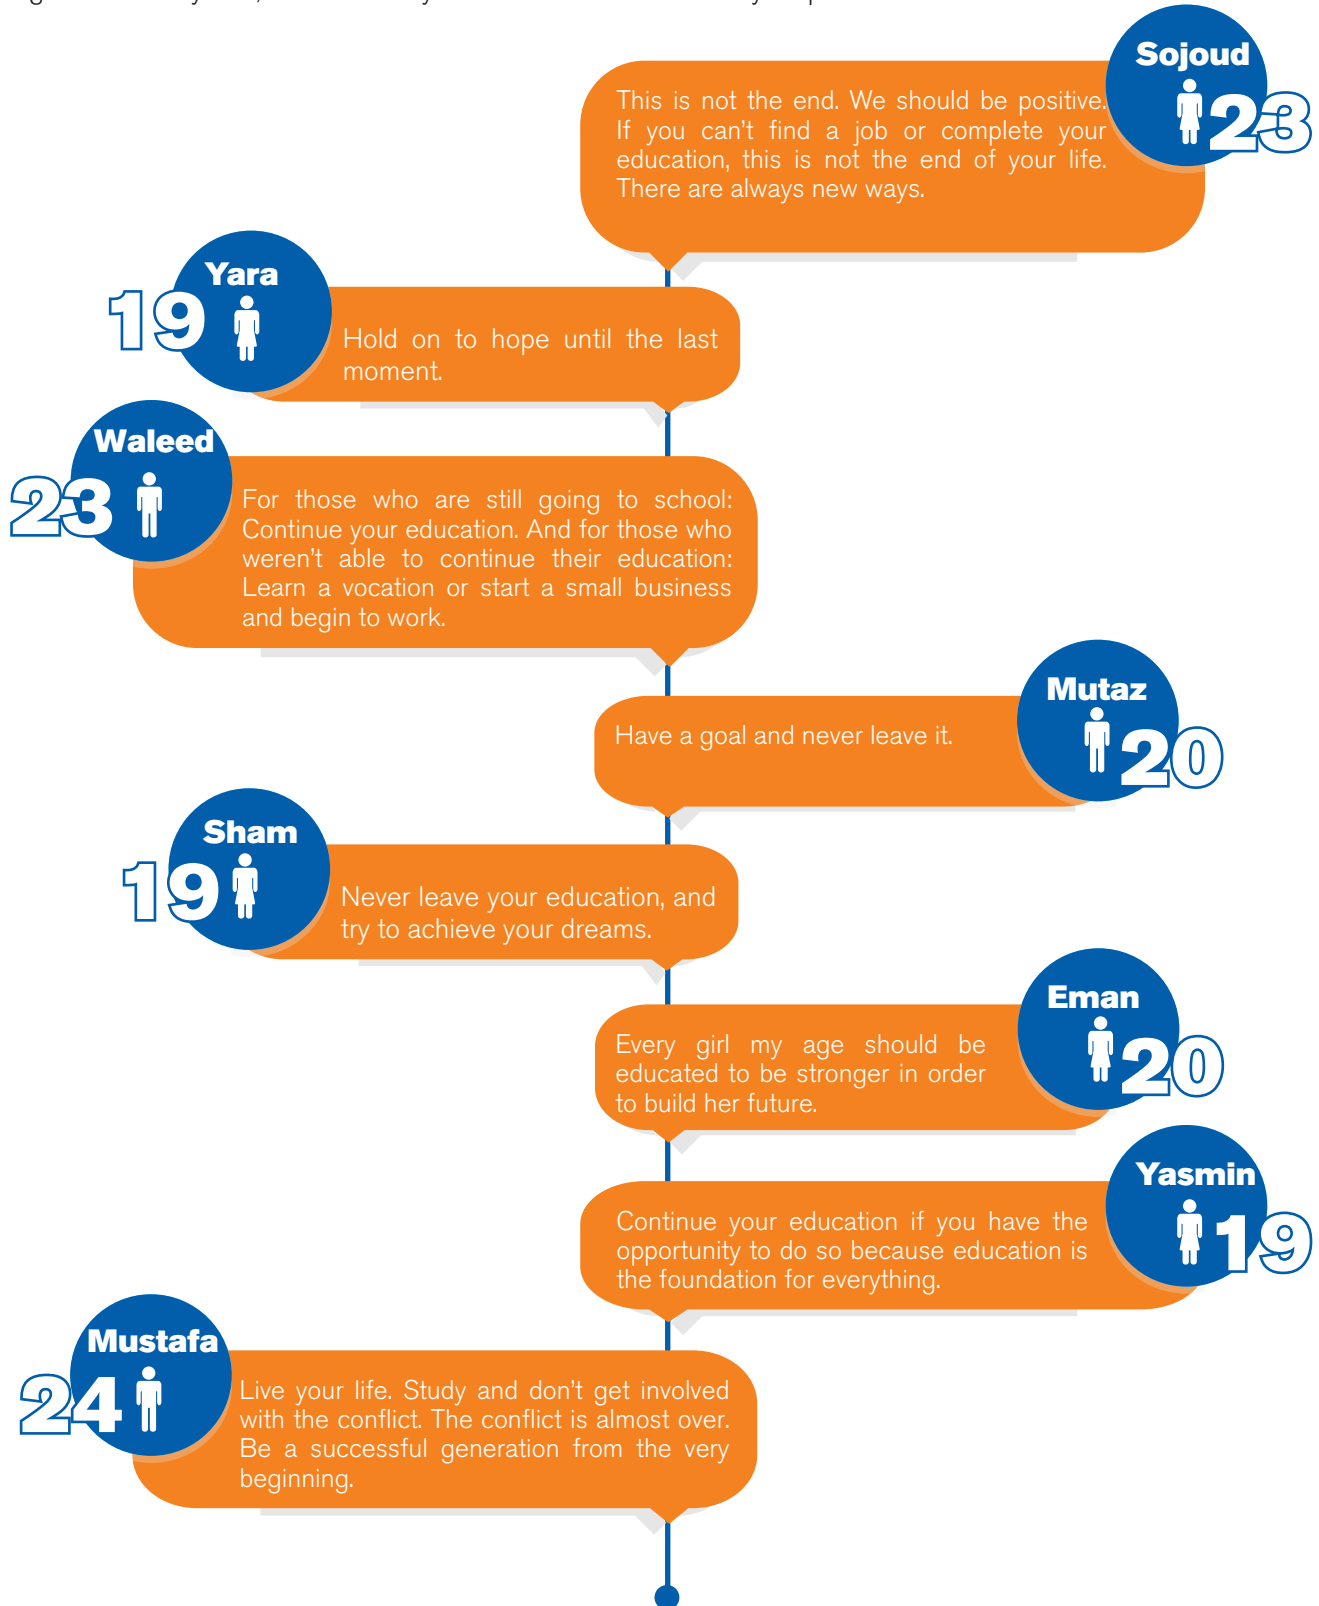 Sojoud
23
This is not the end. We should be positive.
If you can't find a job or complete your
education, this is not the end of your life.
There are always new ways.
Yara
19
Hold on to hope until the last
moment.
Waleed
23
For those who are still going to school:
Continue your education. And for those who
weren't able to continue their education:
Learn a vocation or start a small business
and begin to work.
Mutaz
20
Have a goal and never leave it.
Sham
19
Never leave your education, and
try to achieve your dreams.
Eman
20
Every girl my age should be
educated to be stronger in order
to build her future.
Yasmin
19
Continue your education if you have the
opportunity to do so because education is
the foundation for everything.
Mustafa
24
Live your life. Study and don't get involved
with the conflict. The conflict is almost over.
Be a successful generation from the very
beginning.